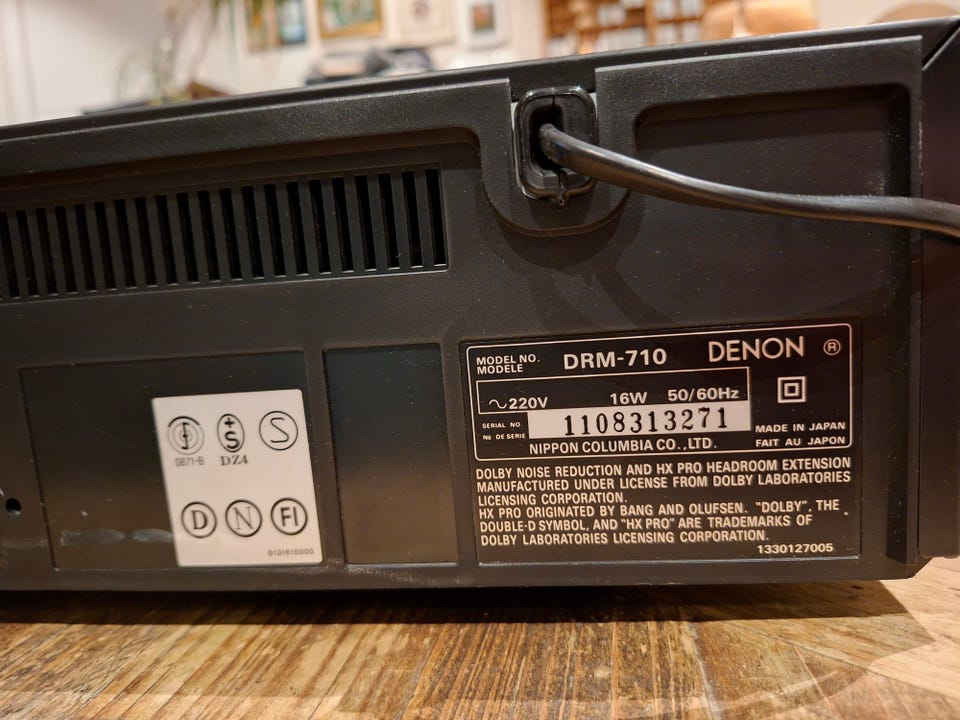 MODEL NO.
MODELE
DRM-710
DENON ®
~220V 16W 50/60Hz
SERIAL NO.
№ DE SERIE
1108313271
MADE IN JAPAN
FAIT AU JAPON
NIPPON COLUMBIA CO.,LTD.
DOLBY NOISE REDUCTION AND HX PRO HEADROOM EXTENSION
MANUFACTURED UNDER LICENSE FROM DOLBY LABORATORIES
LICENSING CORPORATION.
HX PRO ORIGINATED BY BANG AND OLUFSEN. "DOLBY", THE
DOUBLE-D SYMBOL, AND "HX PRO" ARE TRADEMARKS OF
DOLBY LABORATORIES LICENSING CORPORATION.
1330127005
+S S
0871-B DZ4
D N FI
5131615000